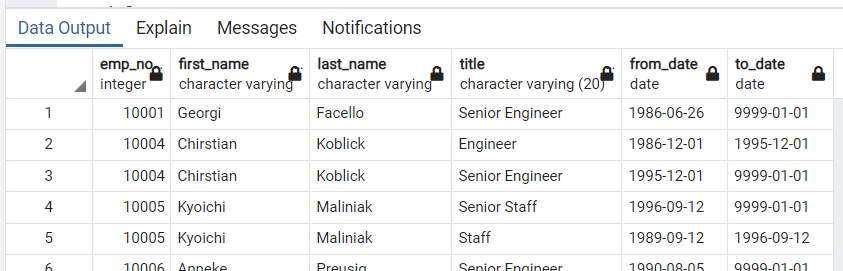 Data Output Explain Messages Notifications
emp_no first_name last_name title from_date to_date
integer character varying character varying character varying (20) date date
1 10001 Georgi Facello Senior Engineer 1986-06-26 9999-01-01
2 10004 Chirstian Koblick Engineer 1986-12-01 1995-12-01
3 10004 Chirstian Koblick Senior Engineer 1995-12-01 9999-01-01
4 10005 Kyoichi Maliniak Senior Staff 1996-09-12 9999-01-01
5 10005 Kyoichi Maliniak Staff 1989-09-12 1996-09-12
6 10006 Anneke Preusig Senior Engineer 1990-08-05 9999-01-01